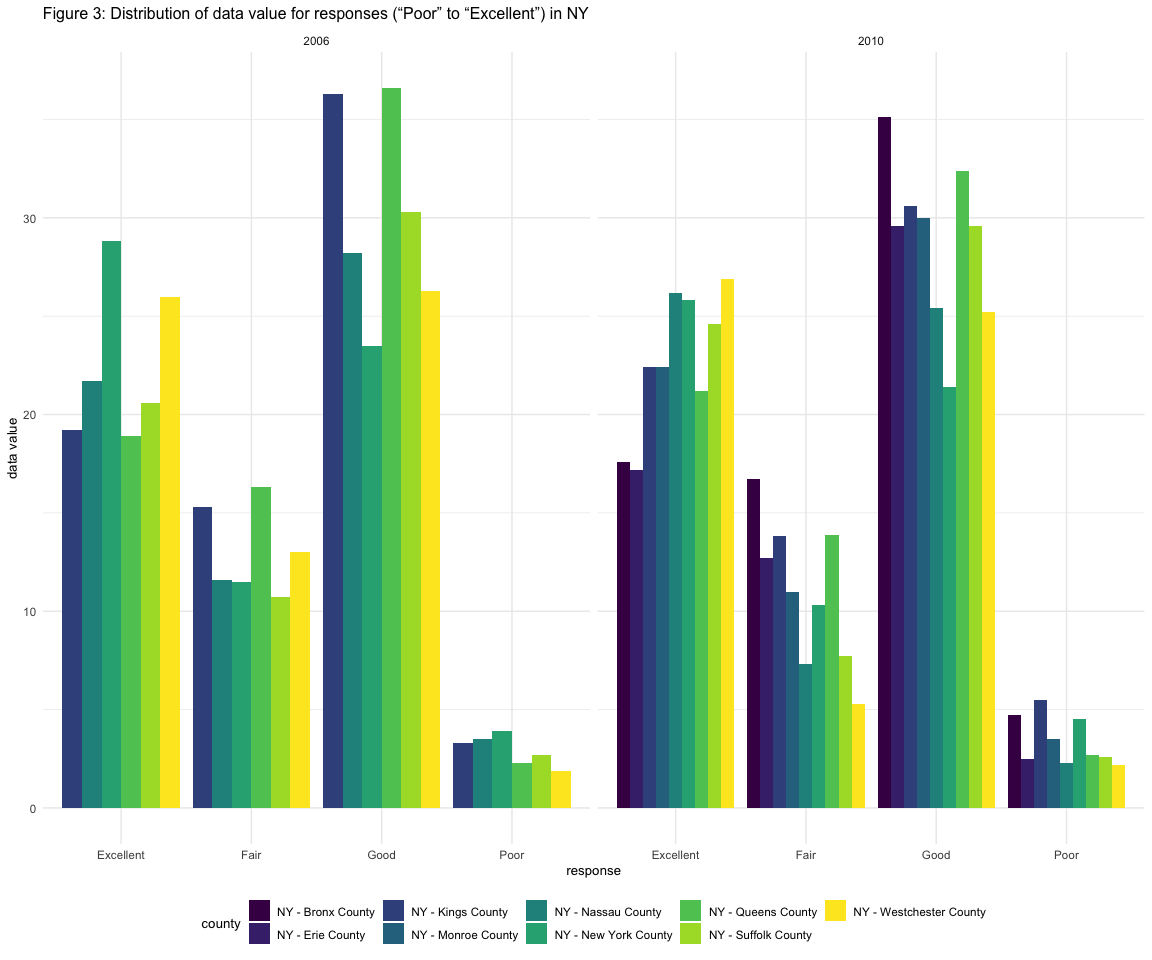 Figure 3: Distribution of data value for responses (“Poor” to “Excellent”) in NY
2006
2010
data value
30
20
10
0
Excellent Fair Good Poor
Excellent Fair Good Poor
response
county
NY - Bronx County NY - Kings County NY - Nassau County NY - Queens County NY - Westchester County
NY - Erie County NY - Monroe County NY - New York County NY - Suffolk County